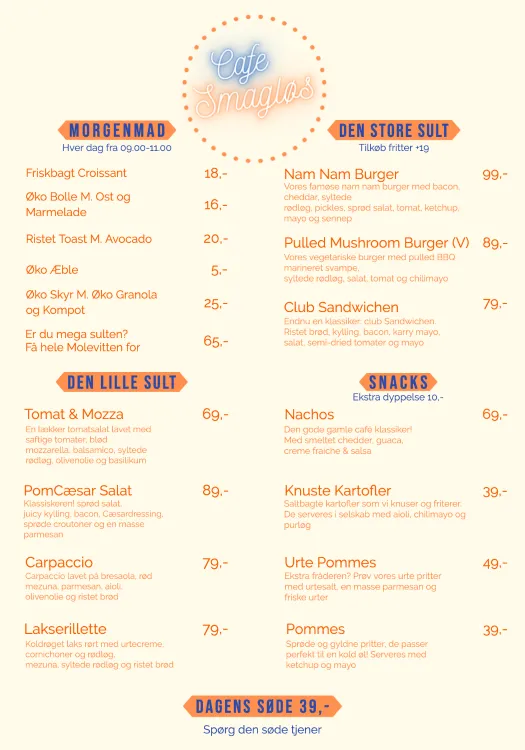 Cafe
Smagløs
MORGENMAD
Hver dag fra 09.00-11.00
Friskbagt Croissant 18,-
Øko Bolle M. Ost og
Marmelade 16,-
Ristet Toast M. Avocado 20,-
Øko Æble 5,-
Øko Skyr M. Øko Granola
og Kompot 25,-
Er du mega sulten?
Få hele Molevitten for 65,-
DEN STORE SULT
Tilkøb fritter +19
Nam Nam Burger 99,-
Vores famøse nam nam burger med bacon,
cheddar, syltede
rødløg, pickles, sprød salat, tomat, ketchup,
mayo og sennep
Pulled Mushroom Burger (V) 89,-
Vores vegetariske burger med pulled BBQ
marineret svampe,
syltede rødløg, salat, tomat og chilimayo
Club Sandwichen 79,-
Endnu en klassiker: club Sandwichen.
Ristet brød, kylling, bacon, karry mayo,
salat, semi-dried tomater og mayo
DEN LILLE SULT
Tomat & Mozza 69,-
En lækker tomatsalat lavet med
saftige tomater, blød
mozzarella, balsamico, syltede
rødløg, olivenolie og basilikum
PomCæsar Salat 89,-
Klassiskeren! sprød salat,
juicy kylling, bacon, Cæsardressing,
sprøde croutoner og en masse
parmesan
Carpaccio 79,-
Carpaccio lavet på bresaola, rød
mezuna, parmesan, aioli,
olivenolie og ristet brød
Lakserillette 79,-
Koldrøget laks rørt med urtecreme,
cornichoner og rødløg,
mezuna, syltede rødløg og ristet brød
SNACKS
Ekstra dyppelse 10,-
Nachos 69,-
Den gode gamle café klassiker!
Med smeltet chedder, guaca,
creme fraiche & salsa
Knuste Kartofler 39,-
Saltbagte kartofler som vi knuser og friterer.
De serveres i selskab med aioli, chilimayo og
purløg
Urte Pommes 49,-
Ekstra fråderen? Prøv vores urte pritter
med urtesalt, en masse parmesan og
friske urter
Pommes 39,-
Sprøde og gyldne pritter, de passer
perfekt til en kold øl! Serveres med
ketchup og mayo
DAGENS SØDE 39,-
Spørg den søde tjener